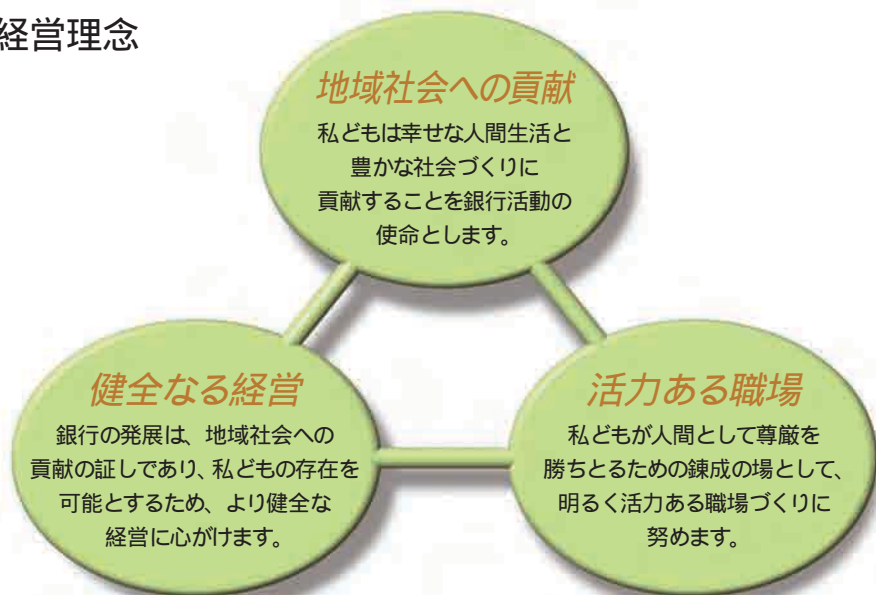 経営理念
地域社会への貢献
私どもは幸せな人間生活と
豊かな社会づくりに
貢献することを銀行活動の
使命とします。
健全なる経営
銀行の発展は、地域社会への
貢献の証しであり、私どもの存在を
可能とするため、より健全な
経営に心がけます。
活力ある職場
私どもが人間として尊厳を
勝ちとるための錬成の場として、
明るく活力ある職場づくりに
努めます。